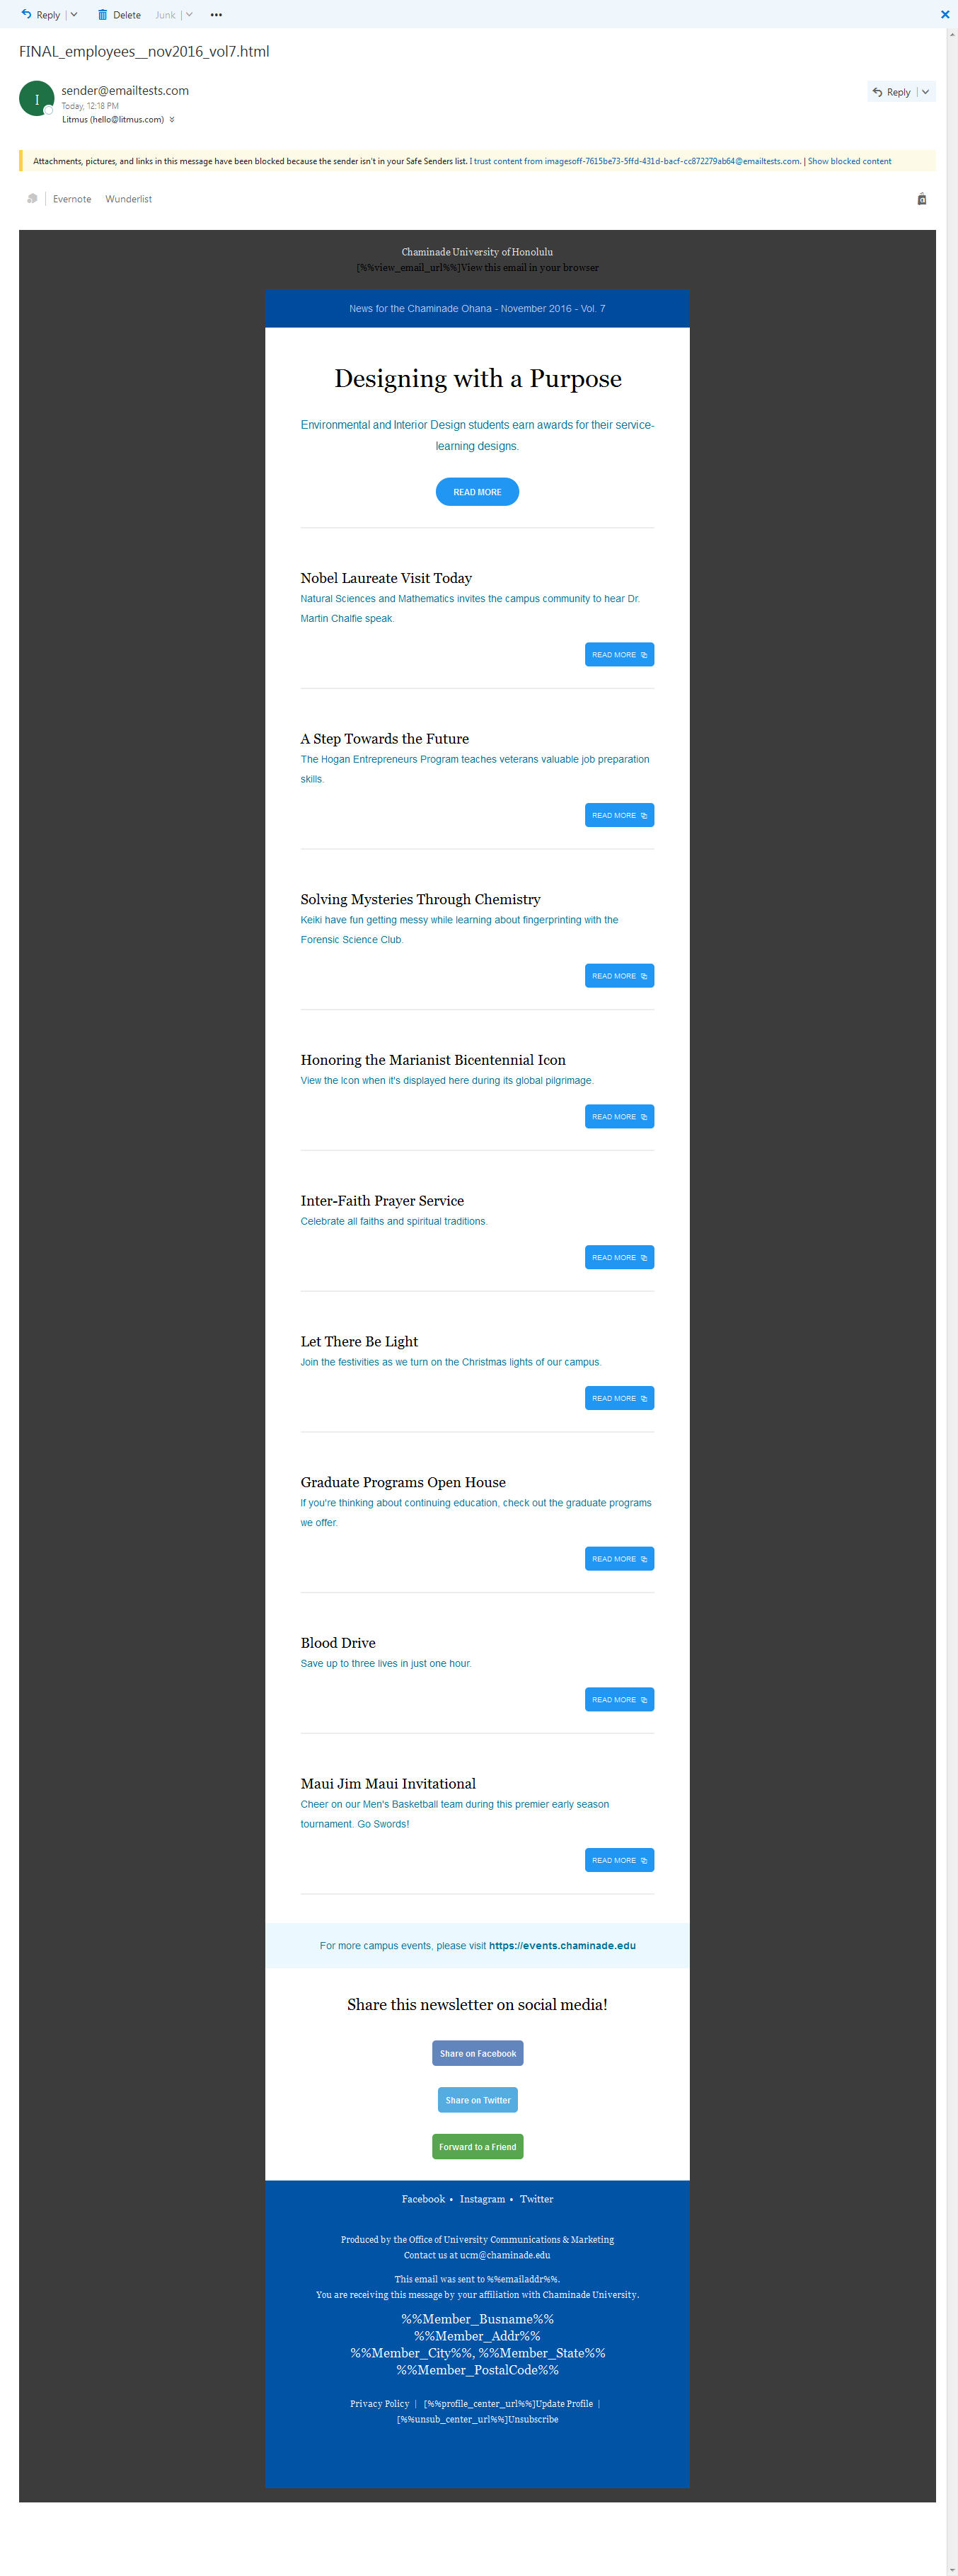 Reply
Delete
Junk
FINAL_employees__nov2016_vol7.html
I
sender@emailtests.com
Today, 12:18 PM
Litmus (hello@litmus.com)
Reply
Attachments, pictures, and links in this message have been blocked because the sender isn't in your Safe Senders list. I trust content from imagesoff-7615be73-5ffd-431d-bacf-cc872279ab64@emailtests.com. | Show blocked content
Evernote Wunderlist
Chaminade University of Honolulu
[%%view_email_url%%]View this email in your browser
News for the Chaminade Ohana - November 2016 - Vol. 7
Designing with a Purpose
Environmental and Interior Design students earn awards for their service-
learning designs.
READ MORE
Nobel Laureate Visit Today
Natural Sciences and Mathematics invites the campus community to hear Dr.
Martin Chalfie speak.
READ MORE
A Step Towards the Future
The Hogan Entrepreneurs Program teaches veterans valuable job preparation
skills.
READ MORE
Solving Mysteries Through Chemistry
Keiki have fun getting messy while learning about fingerprinting with the
Forensic Science Club.
READ MORE
Honoring the Marianist Bicentennial Icon
View the Icon when it's displayed here during its global pilgrimage.
READ MORE
Inter-Faith Prayer Service
Celebrate all faiths and spiritual traditions.
READ MORE
Let There Be Light
Join the festivities as we turn on the Christmas lights of our campus.
READ MORE
Graduate Programs Open House
If you're thinking about continuing education, check out the graduate programs
we offer.
READ MORE
Blood Drive
Save up to three lives in just one hour.
READ MORE
Maui Jim Maui Invitational
Cheer on our Men's Basketball team during this premier early season
tournament. Go Swords!
READ MORE
For more campus events, please visit https://events.chaminade.edu
Share this newsletter on social media!
Share on Facebook
Share on Twitter
Forward to a Friend
Facebook • Instagram • Twitter
Produced by the Office of University Communications & Marketing
Contact us at ucm@chaminade.edu
This email was sent to %%emailaddr%%.
You are receiving this message by your affiliation with Chaminade University.
%%Member_Busname%%
%%Member_Addr%%
%%Member_City%%, %%Member_State%%
%%Member_PostalCode%%
Privacy Policy | [%%profile_center_url%%]Update Profile |
[%%unsub_center_url%%]Unsubscribe